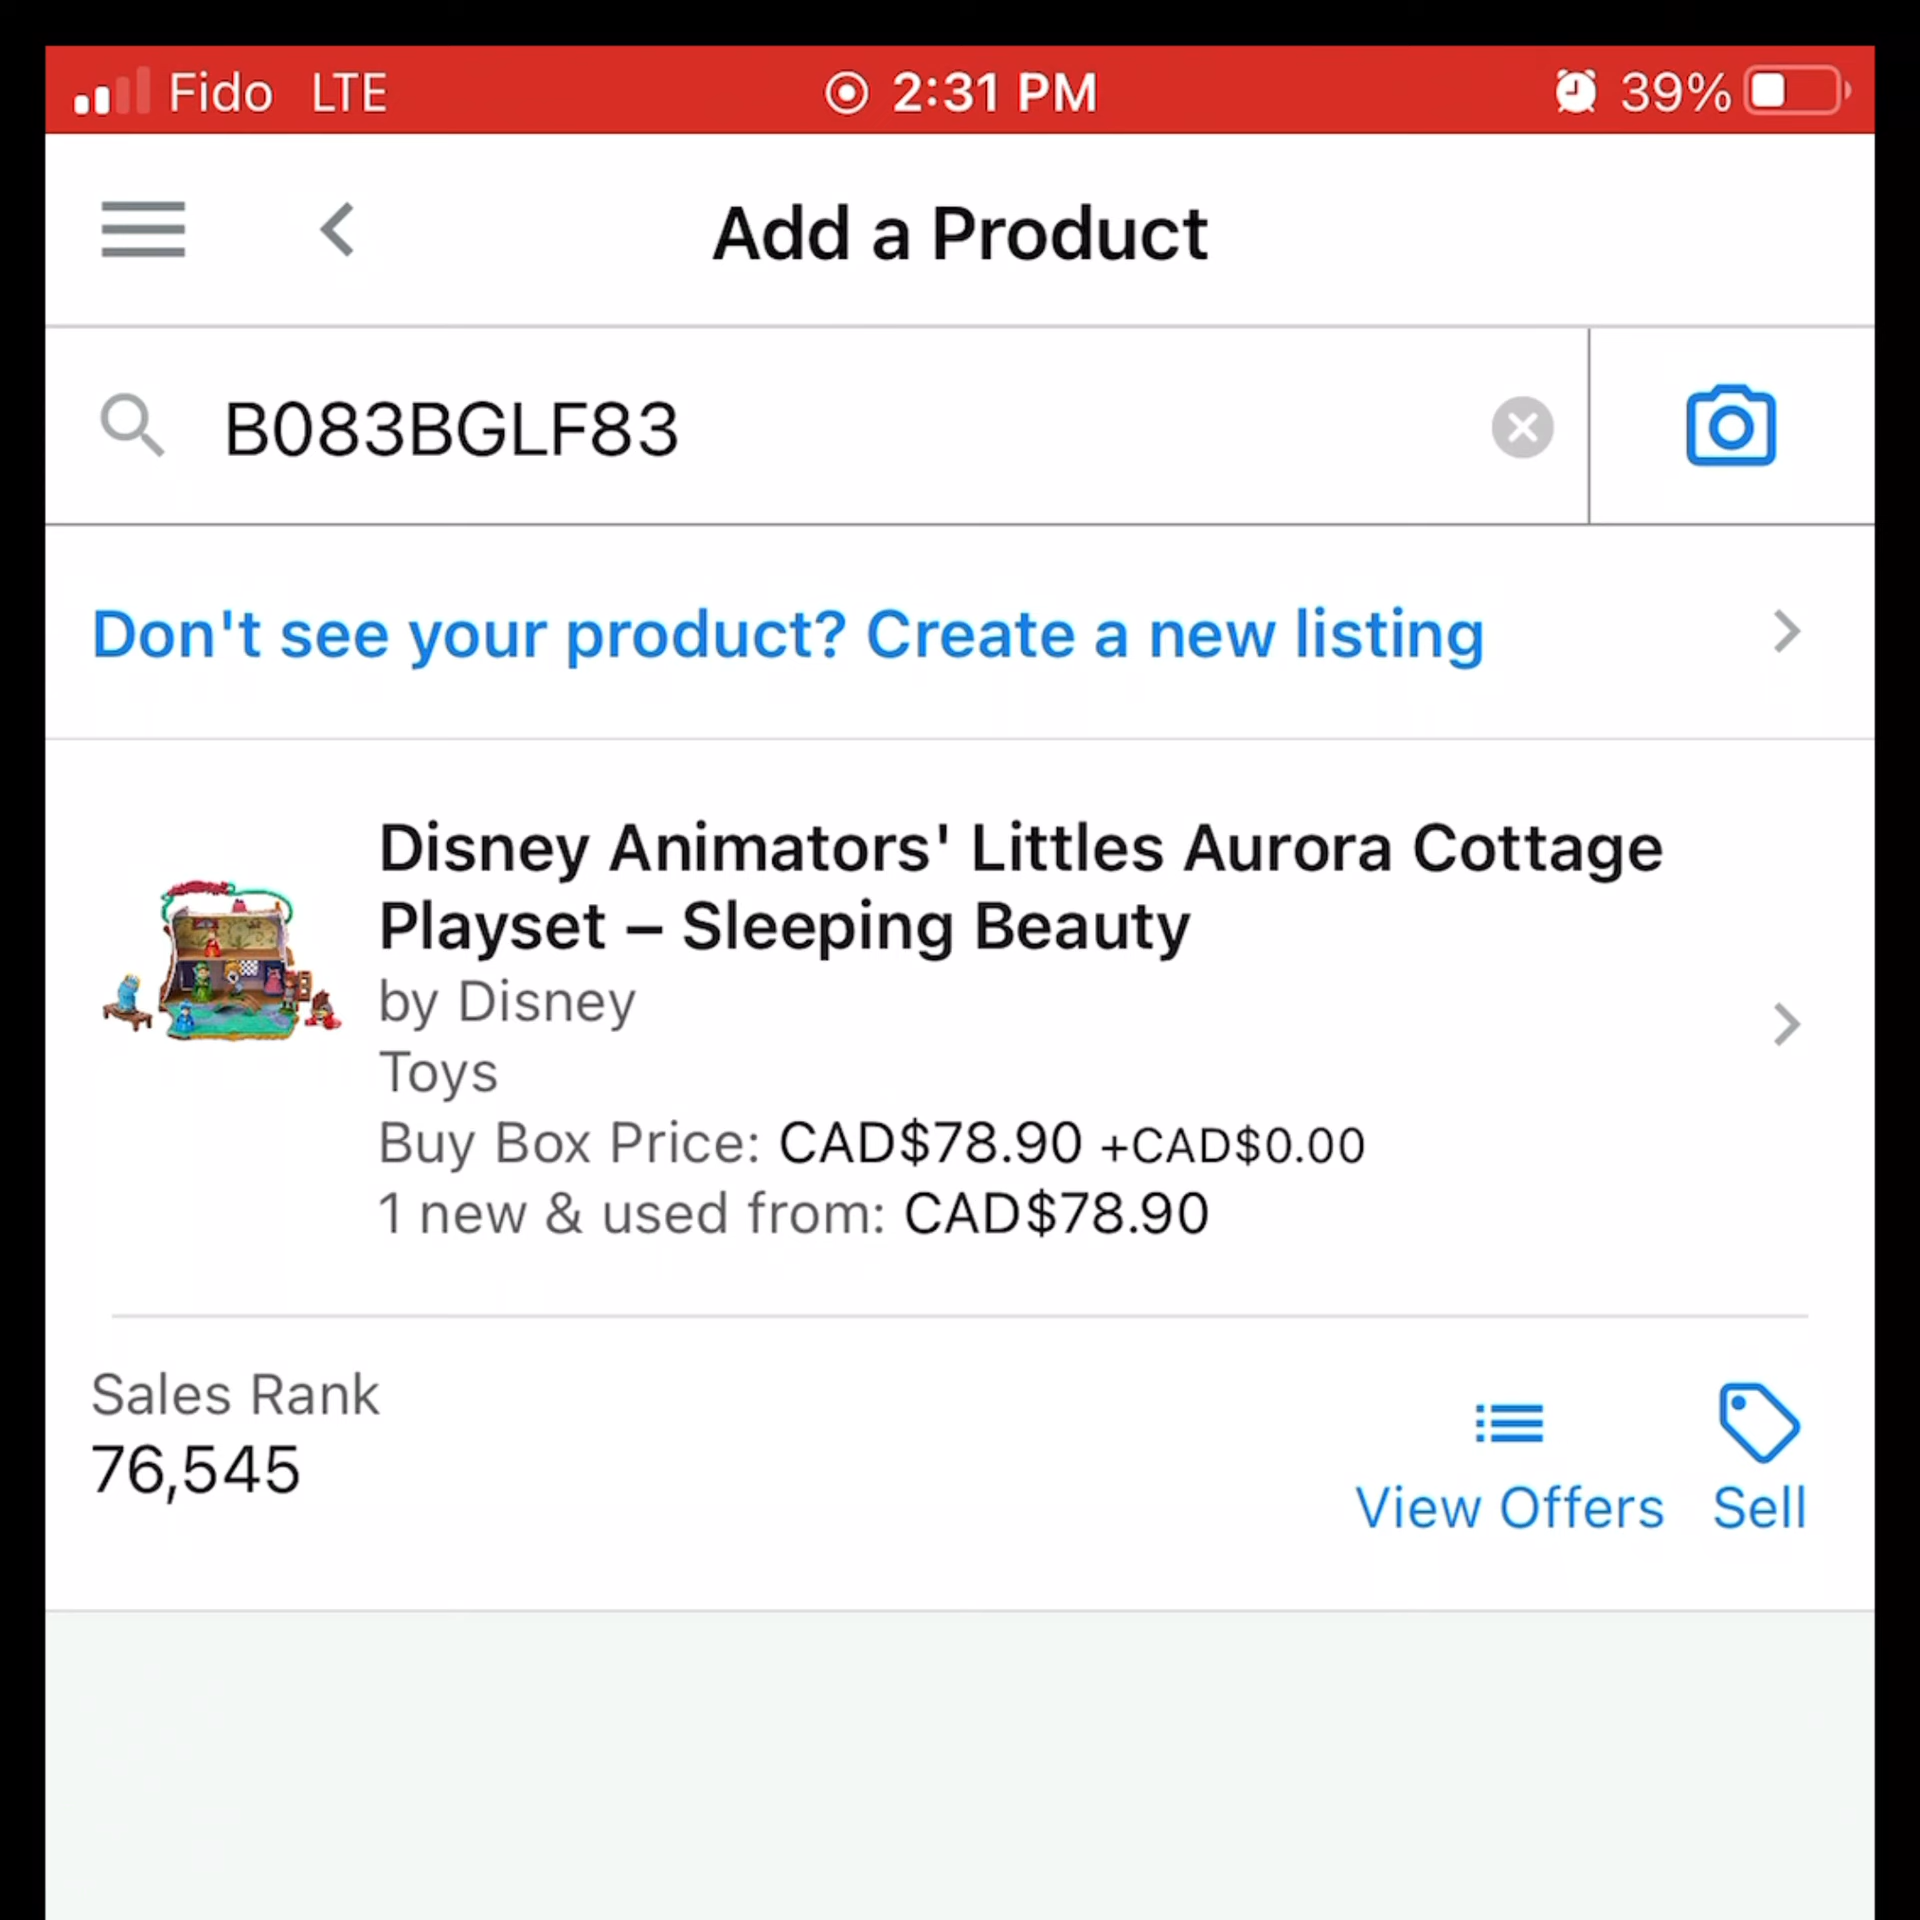 Fido LTE 2:31 PM 39%
Add a Product
B083BGLF83
Don't see your product? Create a new listing
Disney Animators' Littles Aurora Cottage
Playset – Sleeping Beauty
by Disney
Toys
Buy Box Price: CAD$78.90 +CAD$0.00
1 new & used from: CAD$78.90
Sales Rank
76,545
View Offers Sell